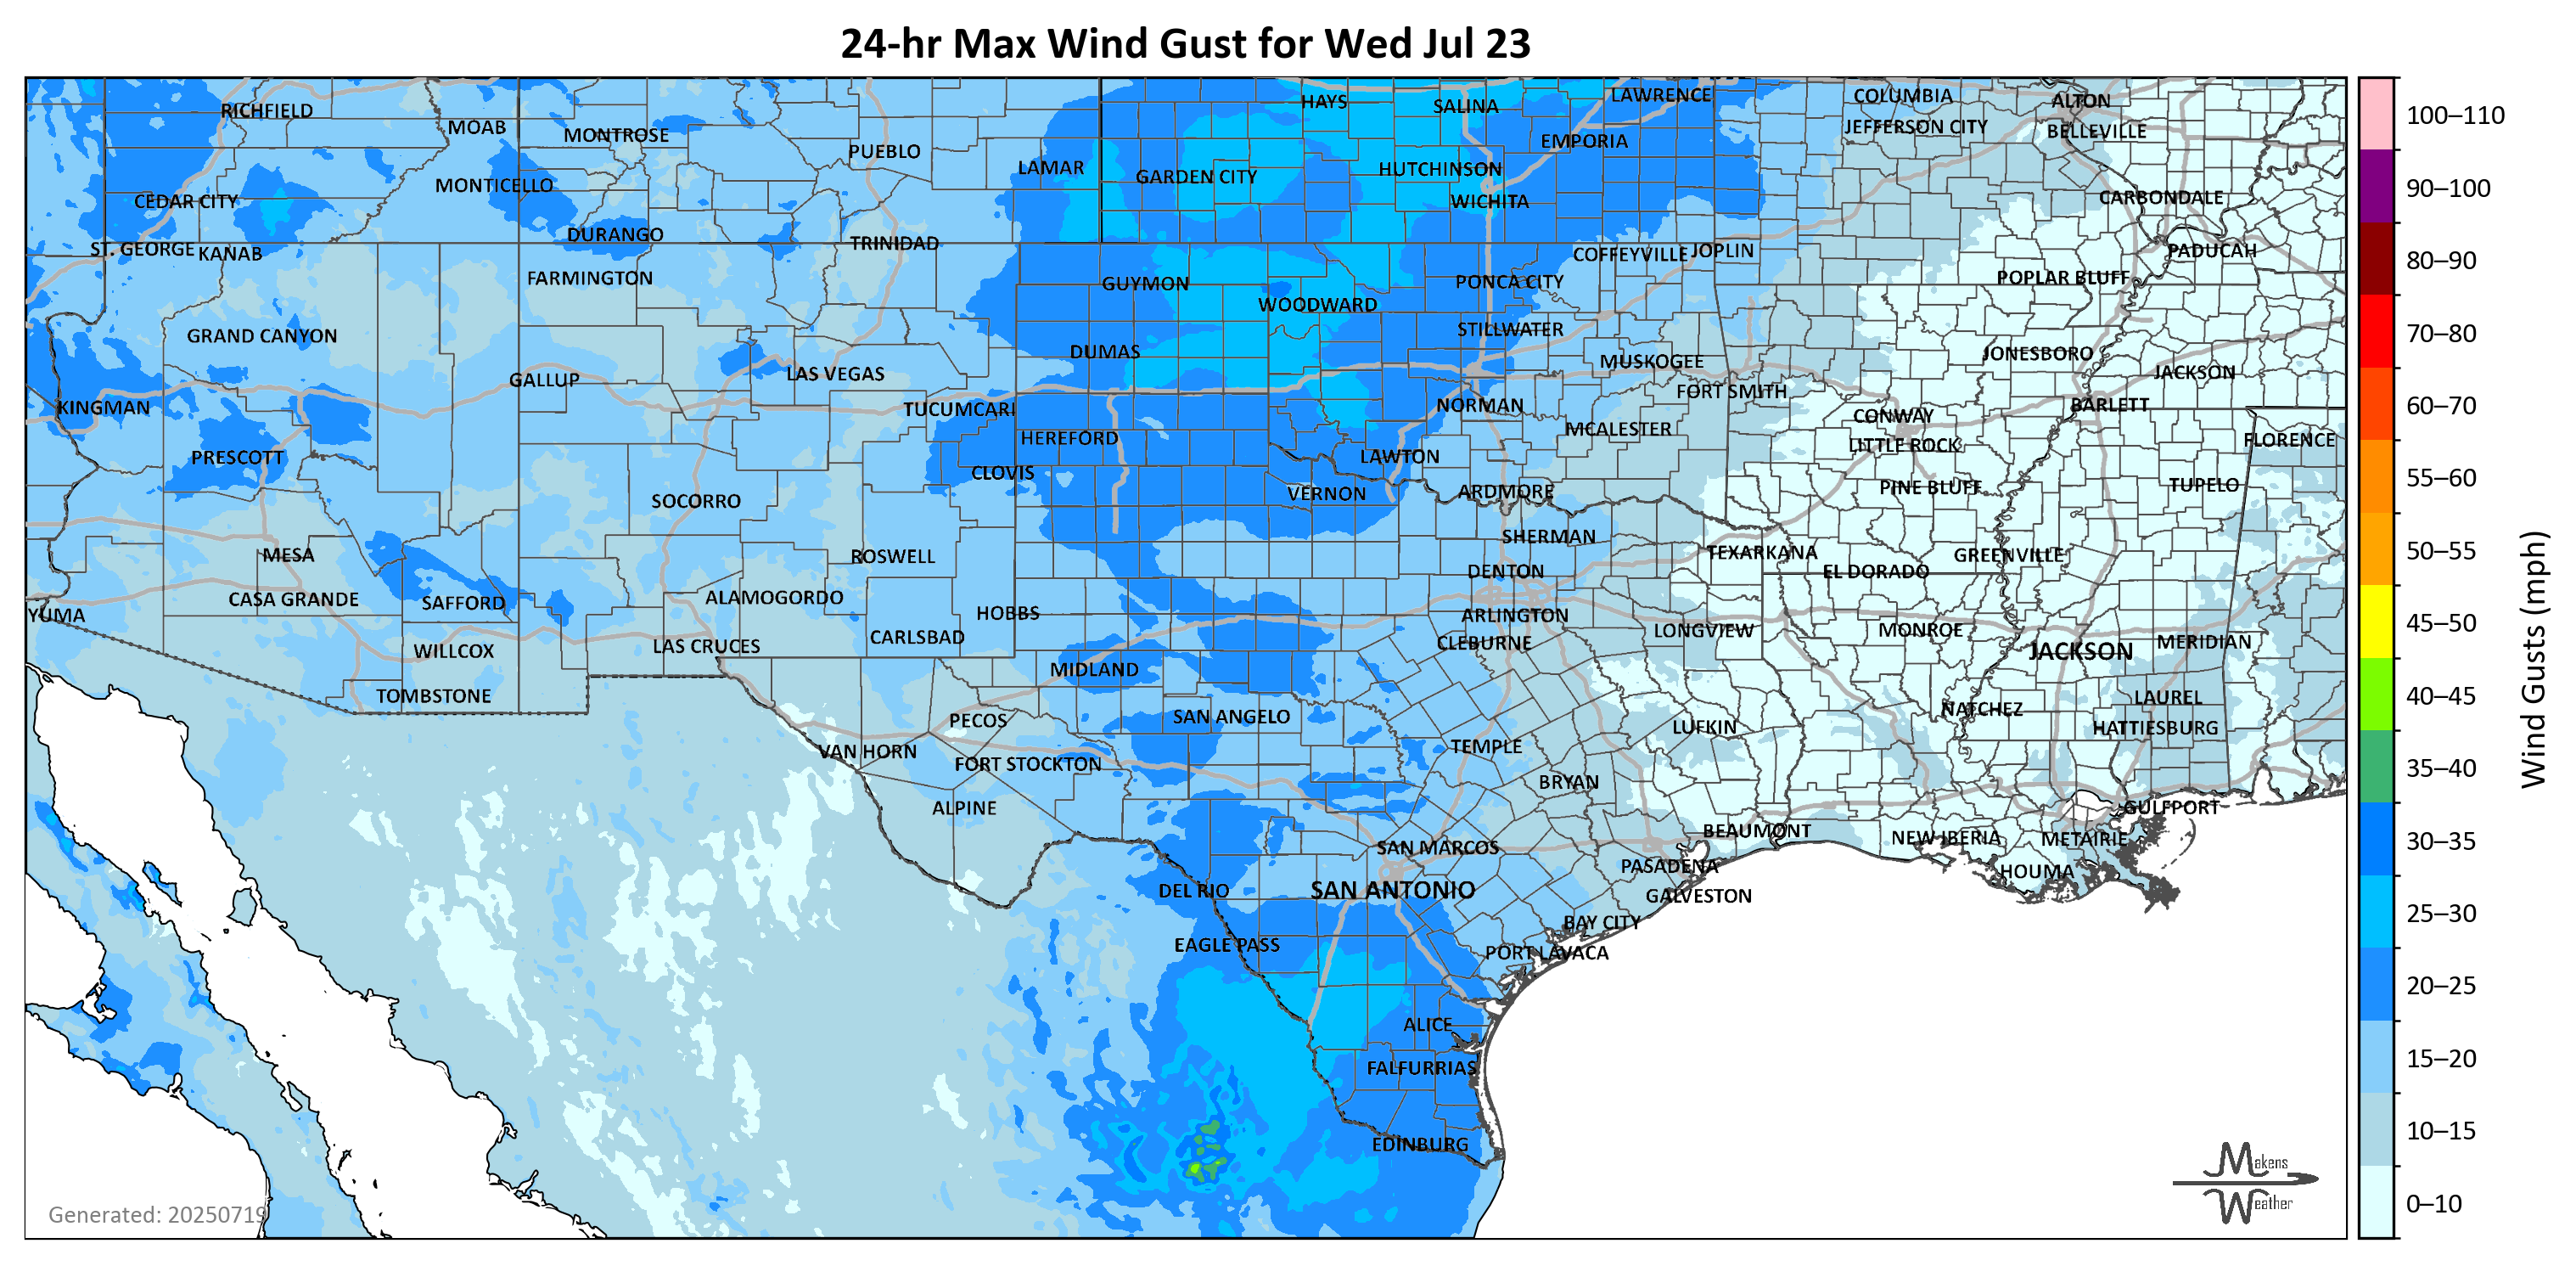 24-hr Max Wind Gust for Wed Jul 23
RICHFIELD
MOAB
MONTROSE
PUEBLO
LAMAR
HAYS
SALINA
LAWRENCE
EMPORIA
COLUMBIA
JEFFERSON CITY
ALTON
BELLEVILLE
MONTICELLO
CEDAR CITY
GARDEN CITY
HUTCHINSON
WICHITA
CARBONDALE
ST. GEORGE
KANAB
DURANGO
TRINIDAD
COFFEYVILLE
JOPLIN
PADUCAH
FARMINGTON
GUYMON
WOODWARD
PONCA CITY
POPLAR BLUFF
GRAND CANYON
DUMAS
STILLWATER
MUSKOGEE
JONESBORO
JACKSON
GALLUP
LAS VEGAS
FORT SMITH
KINGMAN
TUCUMCARI
NORMAN
CONWAY
BARLETT
HEREFORD
MCALESTER
LITTLE ROCK
FLORENCE
PRESCOTT
CLOVIS
LAWTON
SOCORRO
VERNON
ARDMORE
PINE BLUFF
TUPELO
MESA
ROSWELL
SHERMAN
TEXARKANA
GREENVILLE
DENTON
EL DORADO
CASA GRANDE
SAFFORD
ALAMOGORDO
HOBBS
ARLINGTON
YUMA
CARLSBAD
CLEBURNE
LONGVIEW
MONROE
MERIDIAN
WILLCOX
LAS CRUCES
MIDLAND
JACKSON
TOMBSTONE
PECOS
SAN ANGELO
LUFKIN
NATCHEZ
LAUREL
HATTIESBURG
VAN HORN
FORT STOCKTON
TEMPLE
BRYAN
ALPINE
GULFPORT
SAN MARCOS
BEAUMONT
NEW IBERIA
METAIRIE
PASADENA
HOUMA
DEL RIO
SAN ANTONIO
GALVESTON
EAGLE PASS
BAY CITY
PORT LAVACA
ALICE
FALFURRIAS
EDINBURG
Generated: 20250719
Makens
Weather
100–110
90–100
80–90
70–80
60–70
55–60
50–55
45–50
40–45
35–40
30–35
25–30
20–25
15–20
10–15
0–10
Wind Gusts (mph)